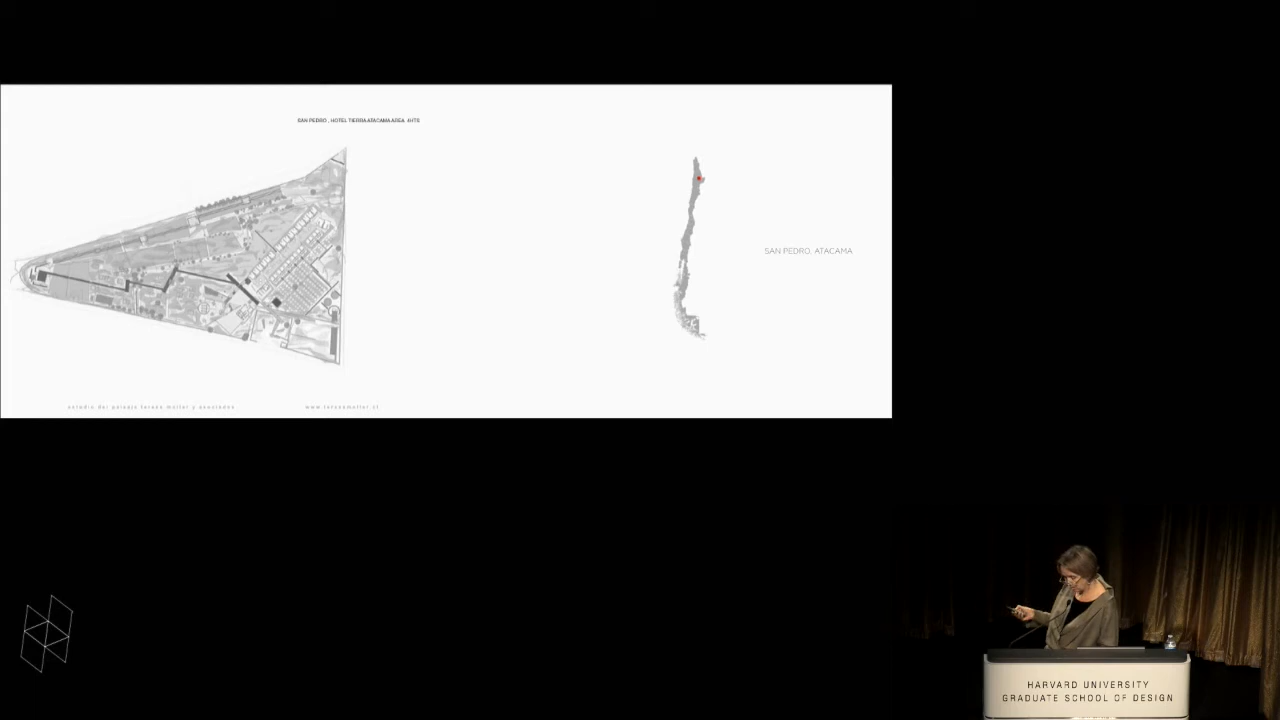 SAN PEDRO , HOTEL TIERRA ATACAMA AREA 4HTS
SAN PEDRO, ATACAMA
estudio del paisaje teresa moller y asociados
www.teresamoller.cl
HARVARD UNIVERSITY
GRADUATE SCHOOL OF DESIGN